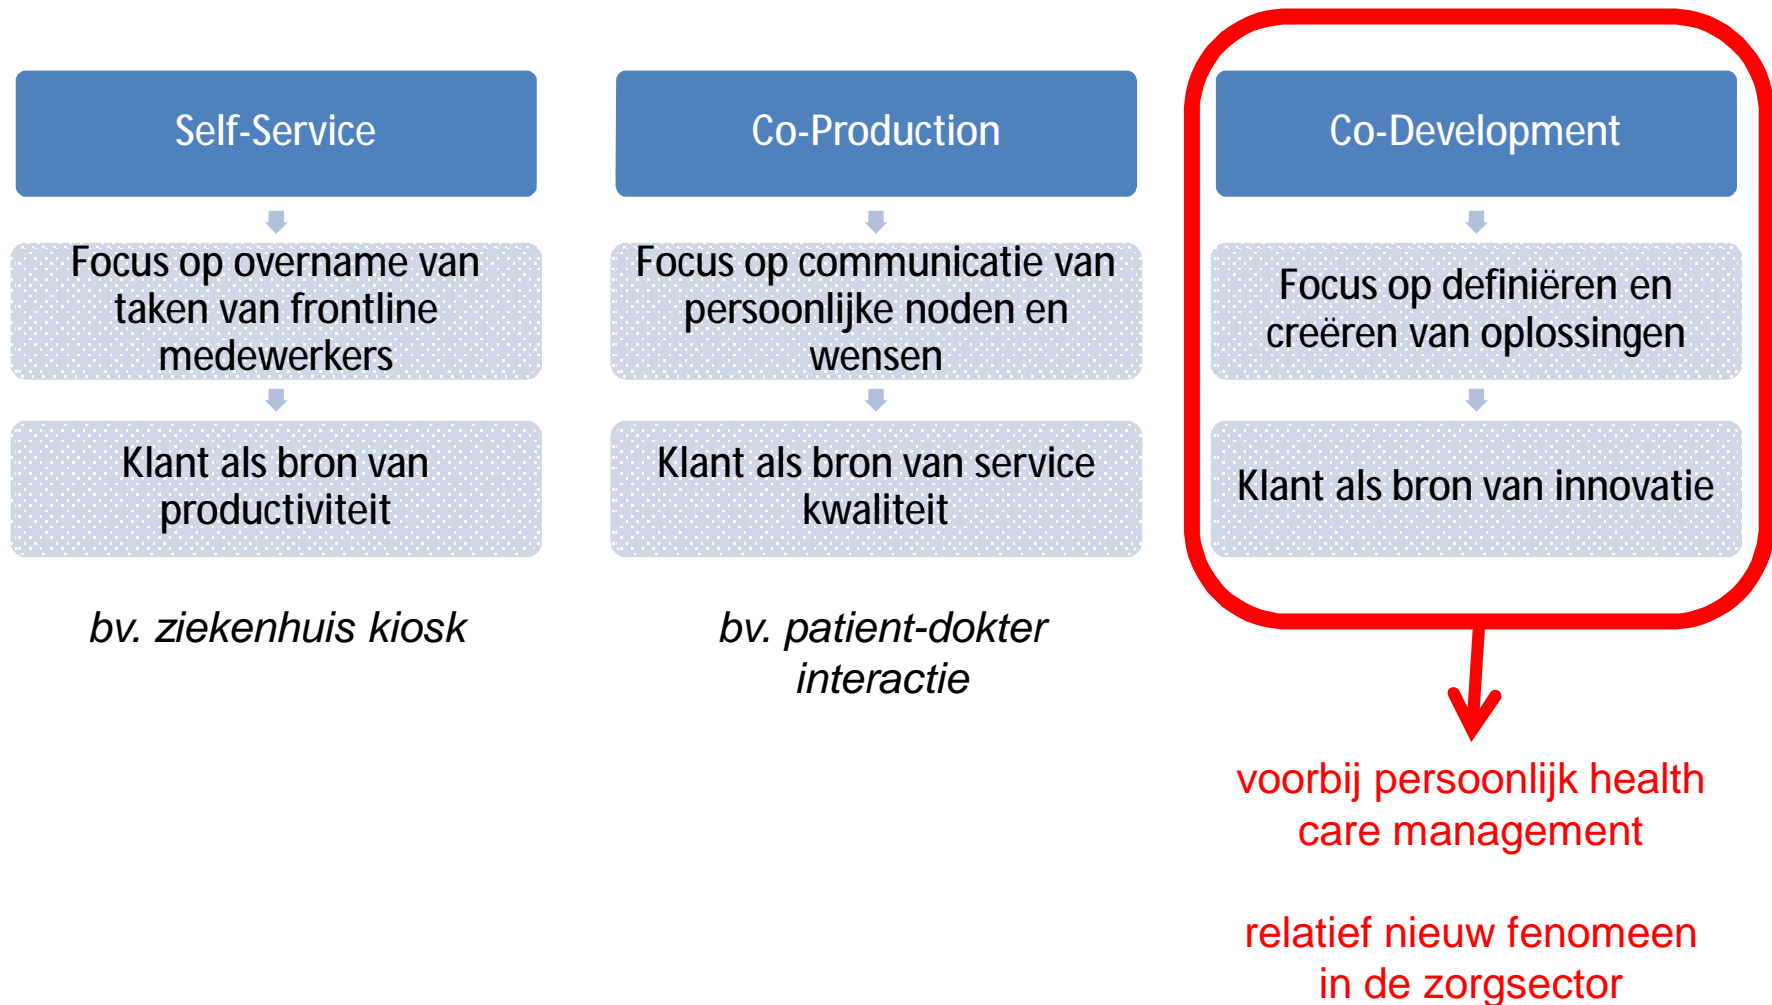 Self-Service
Focus op overname van
taken van frontline
medewerkers
Klant als bron van
productiviteit
bv. ziekenhuis kiosk
Co-Production
Focus op communicatie van
persoonlijke noden en
wensen
Klant als bron van service
kwaliteit
bv. patient-dokter
interactie
Co-Development
Focus op definiëren en
creëren van oplossingen
Klant als bron van innovatie
voorbij persoonlijk health
care management
relatief nieuw fenomeen
in de zorgsector